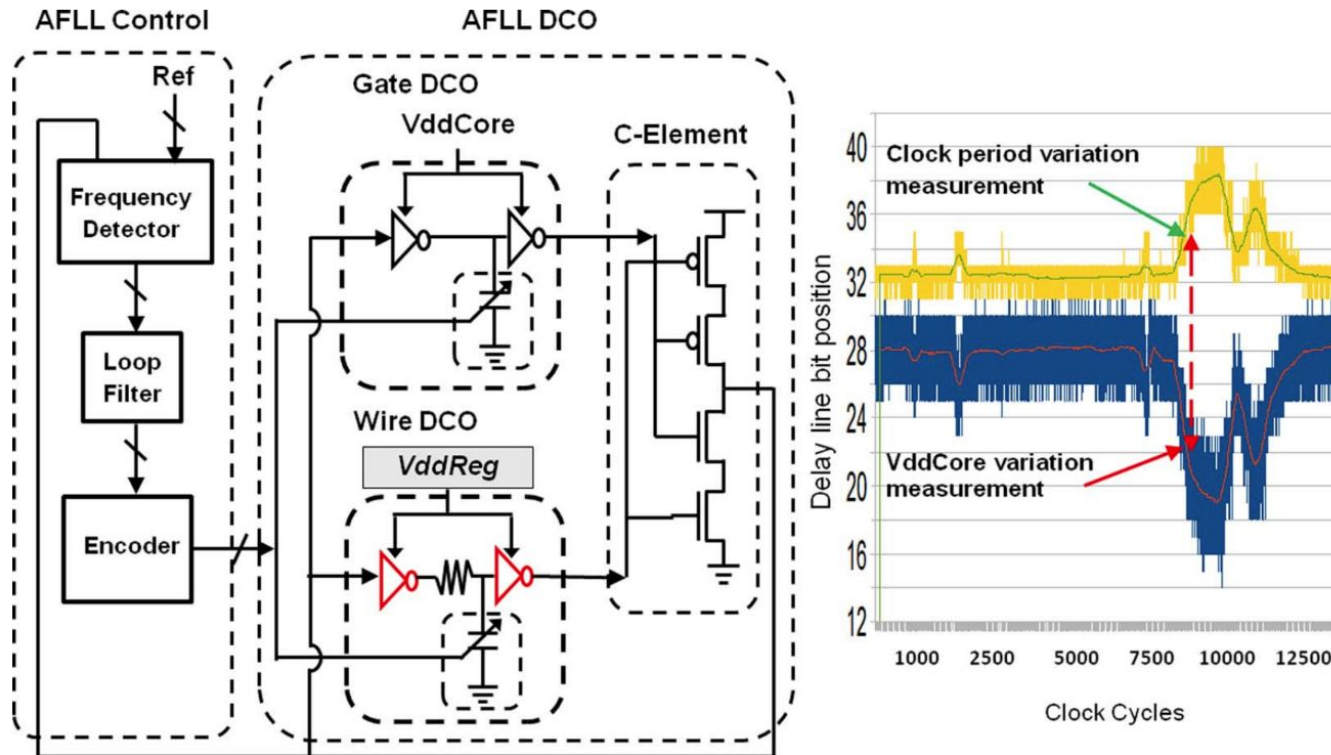 AFLL Control
Ref
Frequency
Detector
Loop
Filter
Encoder
AFLL DCO
Gate DCO
VddCore
C-Element
Wire DCO
VddReg
40
36
32
28
24
20
16
12
Delay line bit position
Clock period variation
measurement
VddCore variation
measurement
1000 2500 5000 7500 10000 12500
Clock Cycles